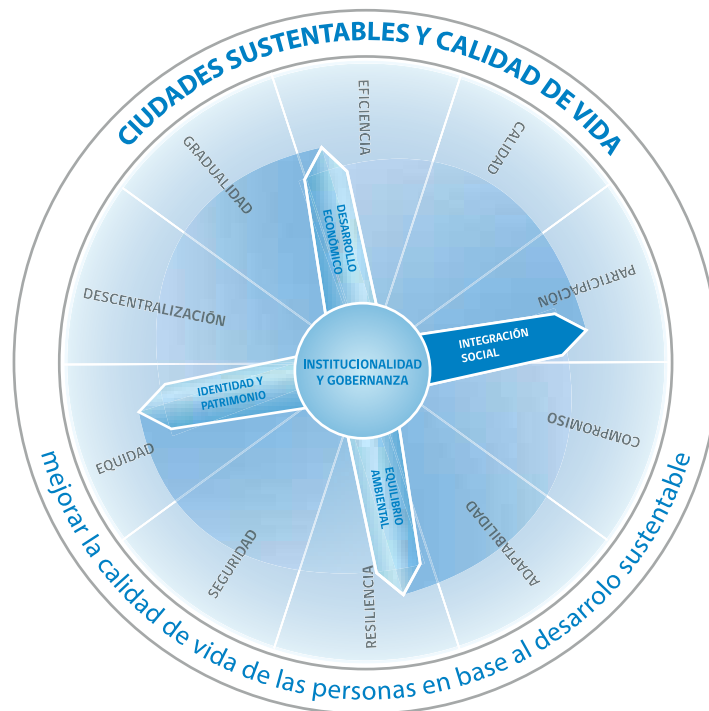 CIUDADES SUSTENTABLES Y CALIDAD DE VIDA
EFICIENCIA
CALIDAD
PARTICIPACIÓN
COMPROMISO
ADAPTABILIDAD
RESILIENCIA
SEGURIDAD
EQUIDAD
DESCENTRALIZACIÓN
GRADUALIDAD
DESARROLLO
ECONÓMICO
INTEGRACIÓN
SOCIAL
EQUILIBRIO
AMBIENTAL
IDENTIDAD Y
PATRIMONIO
INSTITUCIONALIDAD
Y GOBERNANZA
mejorar la calidad de vida de las personas en base al desarrolo sustentable